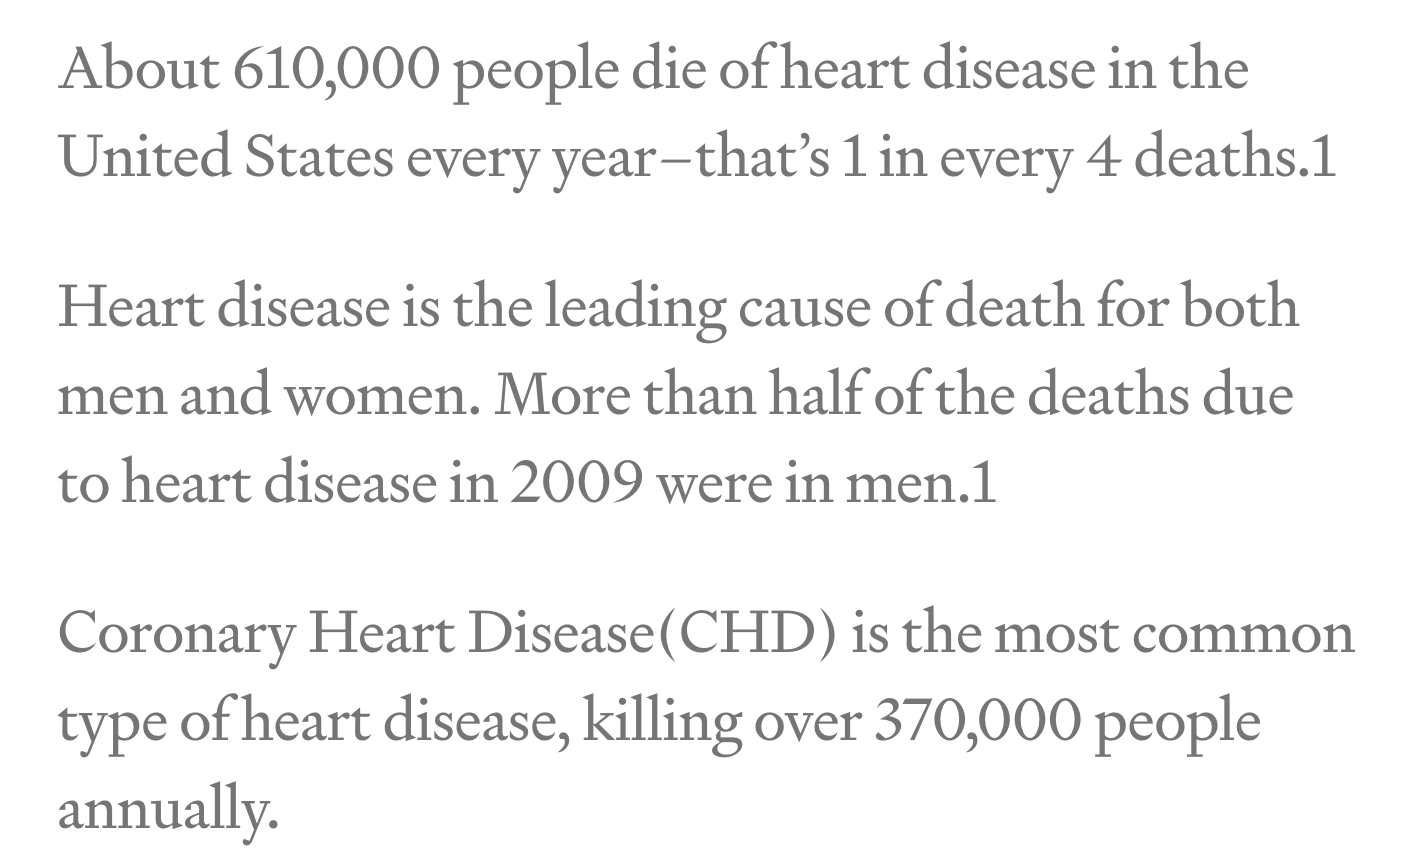 About 610,000 people die of heart disease in the
United States every year–that’s 1 in every 4 deaths.1
Heart disease is the leading cause of death for both
men and women. More than half of the deaths due
to heart disease in 2009 were in men.1
Coronary Heart Disease(CHD) is the most common
type of heart disease, killing over 370,000 people
annually.